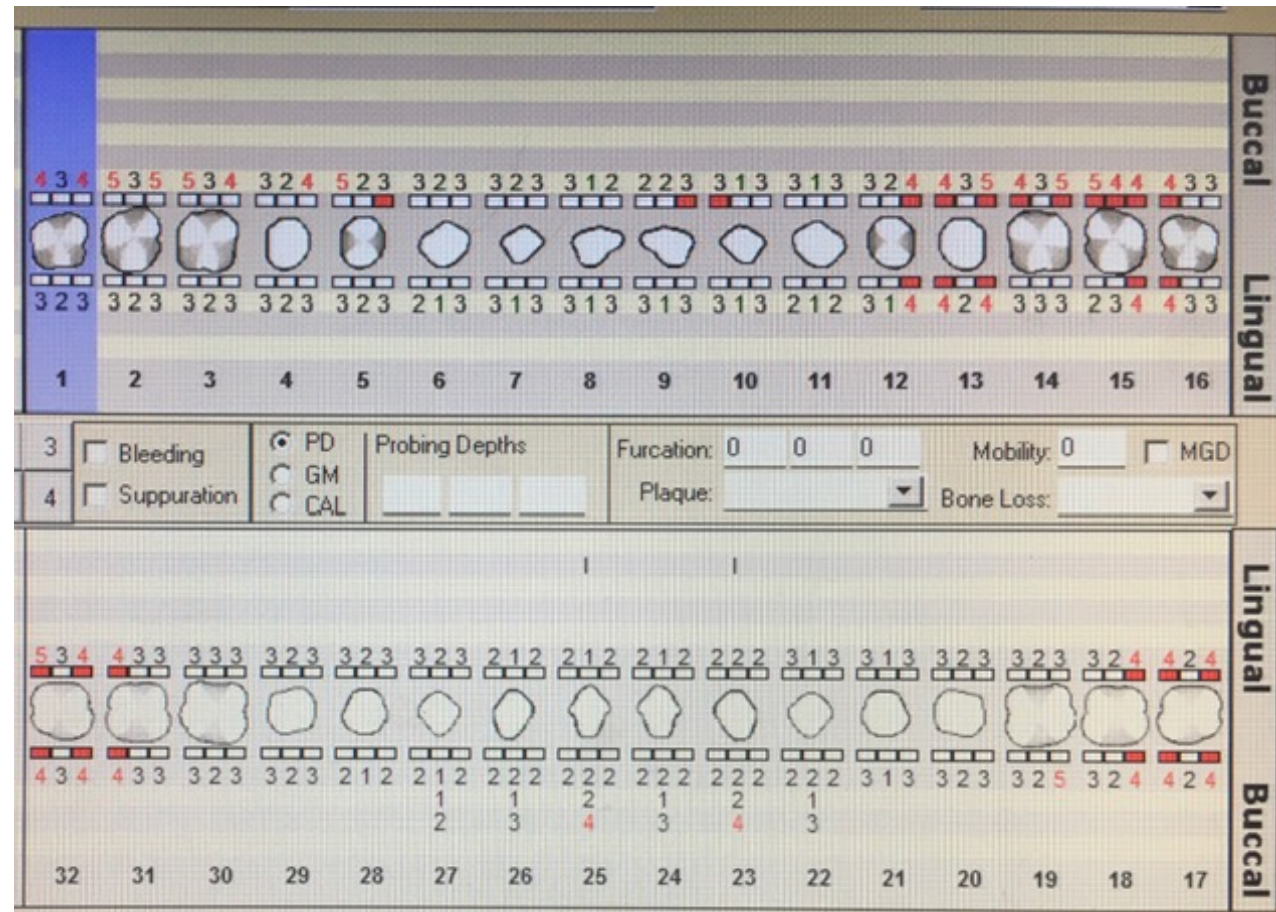 Buccal
4 3 4 5 3 5 5 3 4 3 2 4 5 2 3 3 2 3 3 2 3 3 1 2 2 2 3 3 1 3 3 1 3 3 2 4 4 3 5 4 3 5 5 4 4 4 3 3
3 2 3 3 2 3 3 2 3 3 2 3 3 2 3 2 1 3 3 1 3 3 1 3 3 1 3 3 1 3 2 1 2 3 1 4 4 2 4 3 3 3 2 3 4 4 3 3
Lingual
1 2 3 4 5 6 7 8 9 10 11 12 13 14 15 16
3 Bleeding PD Probing Depths Furcation: 0 0 0 Mobility: 0 MGD
GM
4 Suppuration Plaque: Bone Loss:
CAL
I I
Lingual
5 3 4 4 3 3 3 3 3 3 2 3 3 2 3 3 2 3 2 1 2 2 1 2 2 1 2 2 2 2 3 1 3 3 1 3 3 2 3 3 2 3 3 2 4 4 2 4
4 3 4 4 3 3 3 2 3 3 2 3 2 1 2 2 1 2 2 2 2 2 2 2 2 2 2 2 2 2 2 2 2 3 1 3 3 2 3 3 2 5 3 2 4 4 2 4
1 1 2 1 2 1
2 3 4 3 4 3
Buccal
32 31 30 29 28 27 26 25 24 23 22 21 20 19 18 17